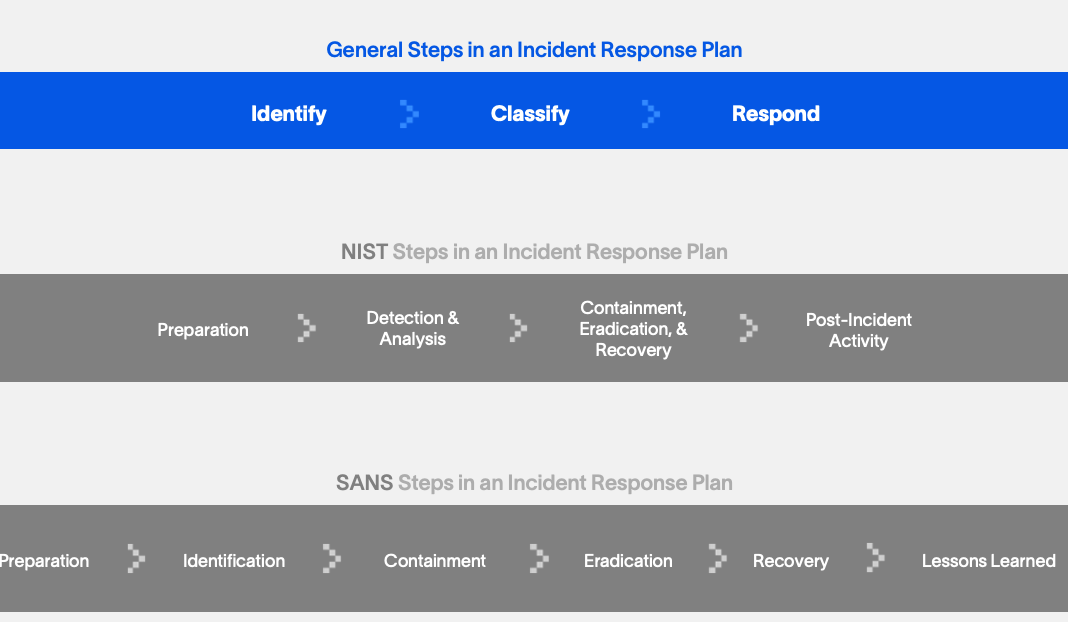 General Steps in an Incident Response Plan
Identify
Classify
Respond
NIST Steps in an Incident Response Plan
Preparation
Detection &
Analysis
Containment,
Eradication, &
Recovery
Post-Incident
Activity
SANS Steps in an Incident Response Plan
Preparation
Identification
Containment
Eradication
Recovery
Lessons Learned